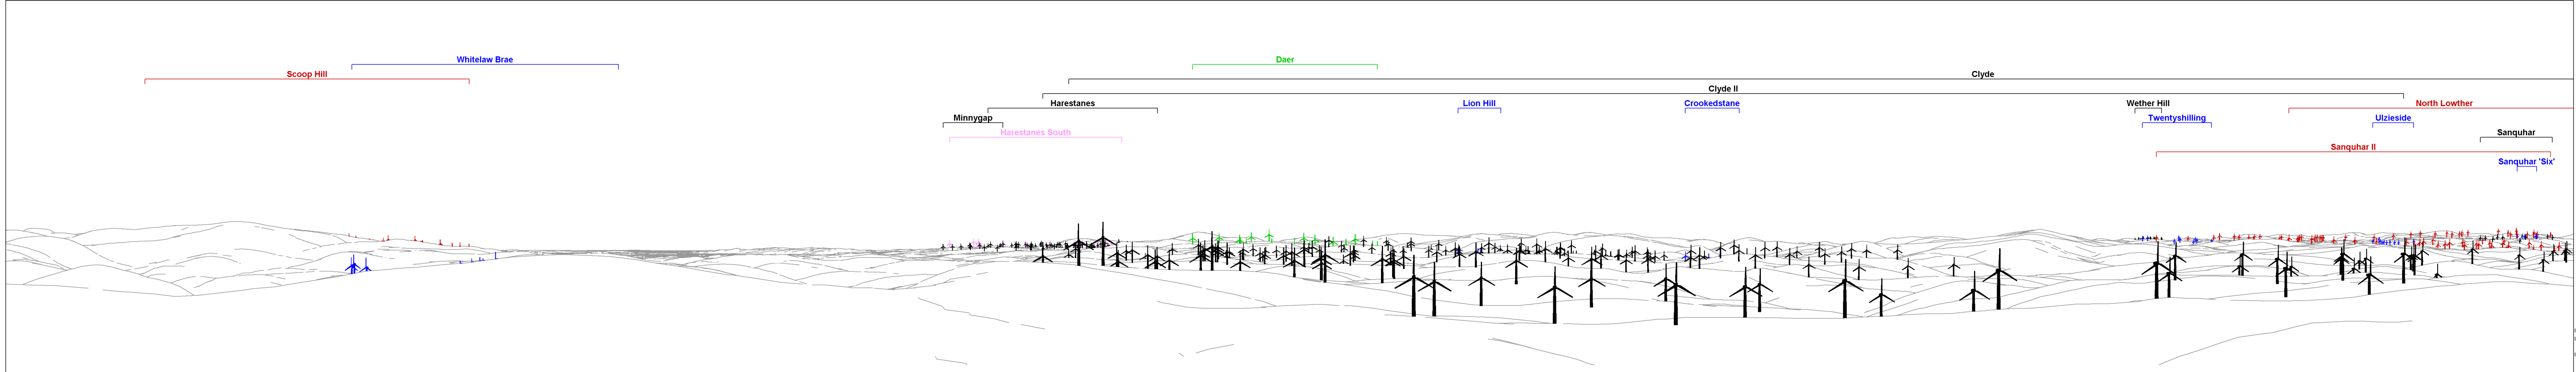 Whitelaw Brae
Daer
Scoop Hill
Clyde
Clyde II
Harestanes
Lion Hill
Crookedstane
Wether Hill
North Lowther
Minnygap
Twentyshilling
Ulzieside
Harestanes South
Sanquhar
Sanquhar II
Sanquhar 'Six'